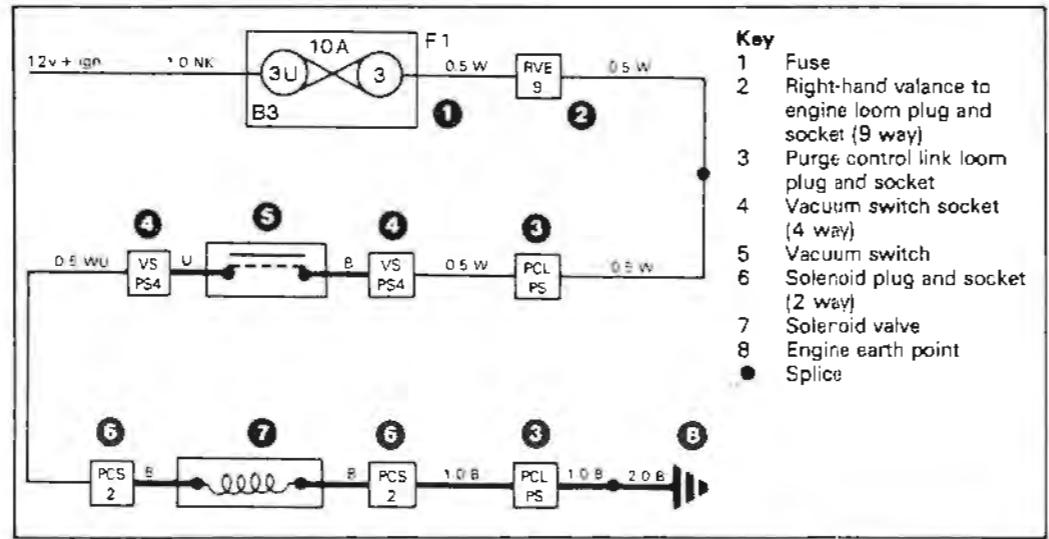 10A
F1
12v + ign
1.0 NK
3U
3
0.5 W
RVE
9
0.5 W
B3
1
2
4
5
4
3
0.5 WU
VS
PS4
U
B
VS
PS4
0.5 W
PCL
PS
0.5 W
6
7
6
3
8
PCS
2
B
B
PCS
2
1.0 B
PCL
PS
1.0 B
2.0 B
Key
1 Fuse
2 Right-hand valance to
engine loom plug and
socket (9 way)
3 Purge control link loom
plug and socket
4 Vacuum switch socket
(4 way)
5 Vacuum switch
6 Solenoid plug and socket
(2 way)
7 Solenoid valve
8 Engine earth point
● Splice